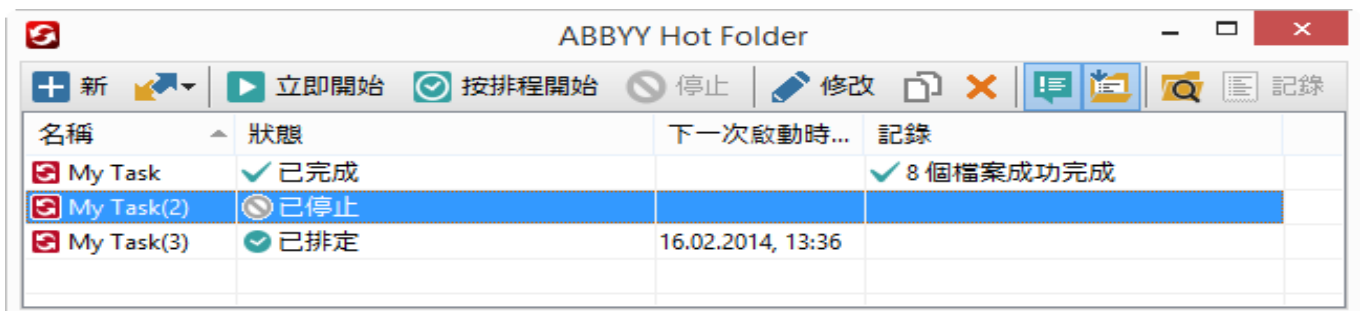 ABBYY Hot Folder
新 立即開始 按排程開始 停止 修改 記錄
名稱 狀態 下一次啟動時... 記錄
My Task 已完成 8 個檔案成功完成
My Task(2) 已停止
My Task(3) 已排定 16.02.2014, 13:36